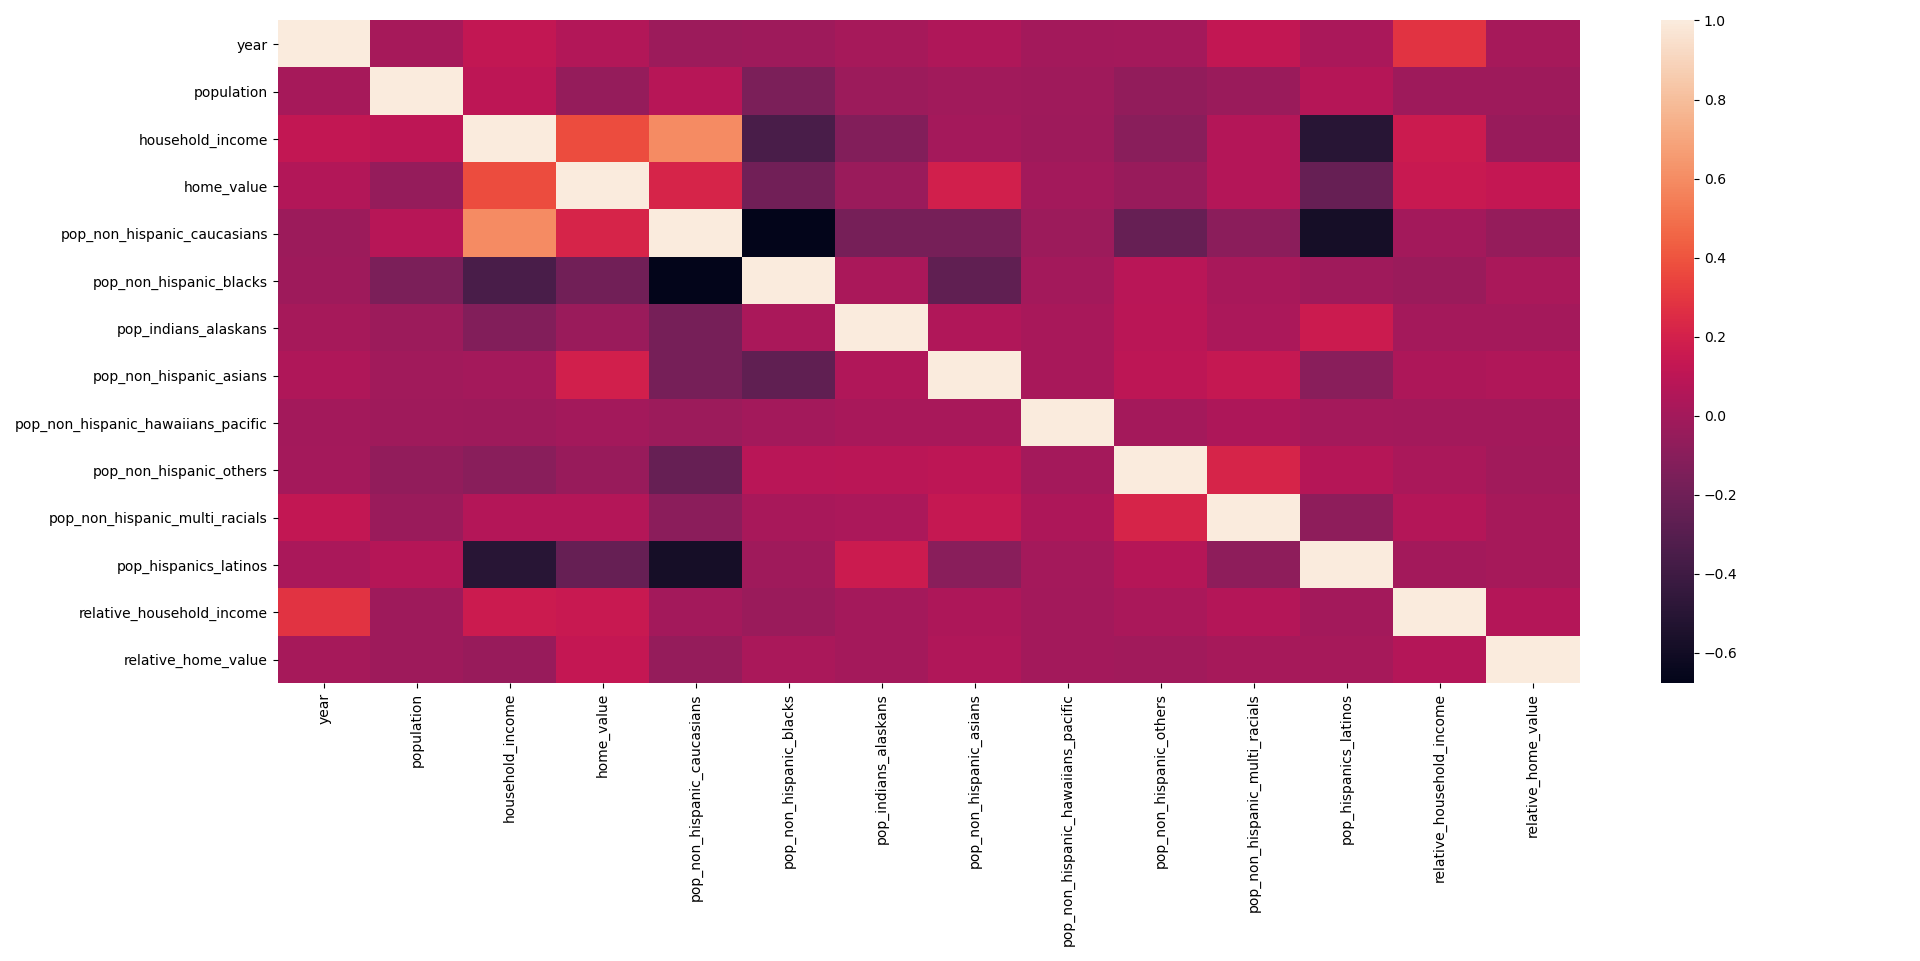 year
population
household_income
home_value
pop_non_hispanic_caucasians
pop_non_hispanic_blacks
pop_indians_alaskans
pop_non_hispanic_asians
pop_non_hispanic_hawaiians_pacific
pop_non_hispanic_others
pop_non_hispanic_multi_racials
pop_hispanics_latinos
relative_household_income
relative_home_value
year
population
household_income
home_value
pop_non_hispanic_caucasians
pop_non_hispanic_blacks
pop_indians_alaskans
pop_non_hispanic_asians
pop_non_hispanic_hawaiians_pacific
pop_non_hispanic_others
pop_non_hispanic_multi_racials
pop_hispanics_latinos
relative_household_income
relative_home_value
1.0
0.8
0.6
0.4
0.2
0.0
−0.2
−0.4
−0.6